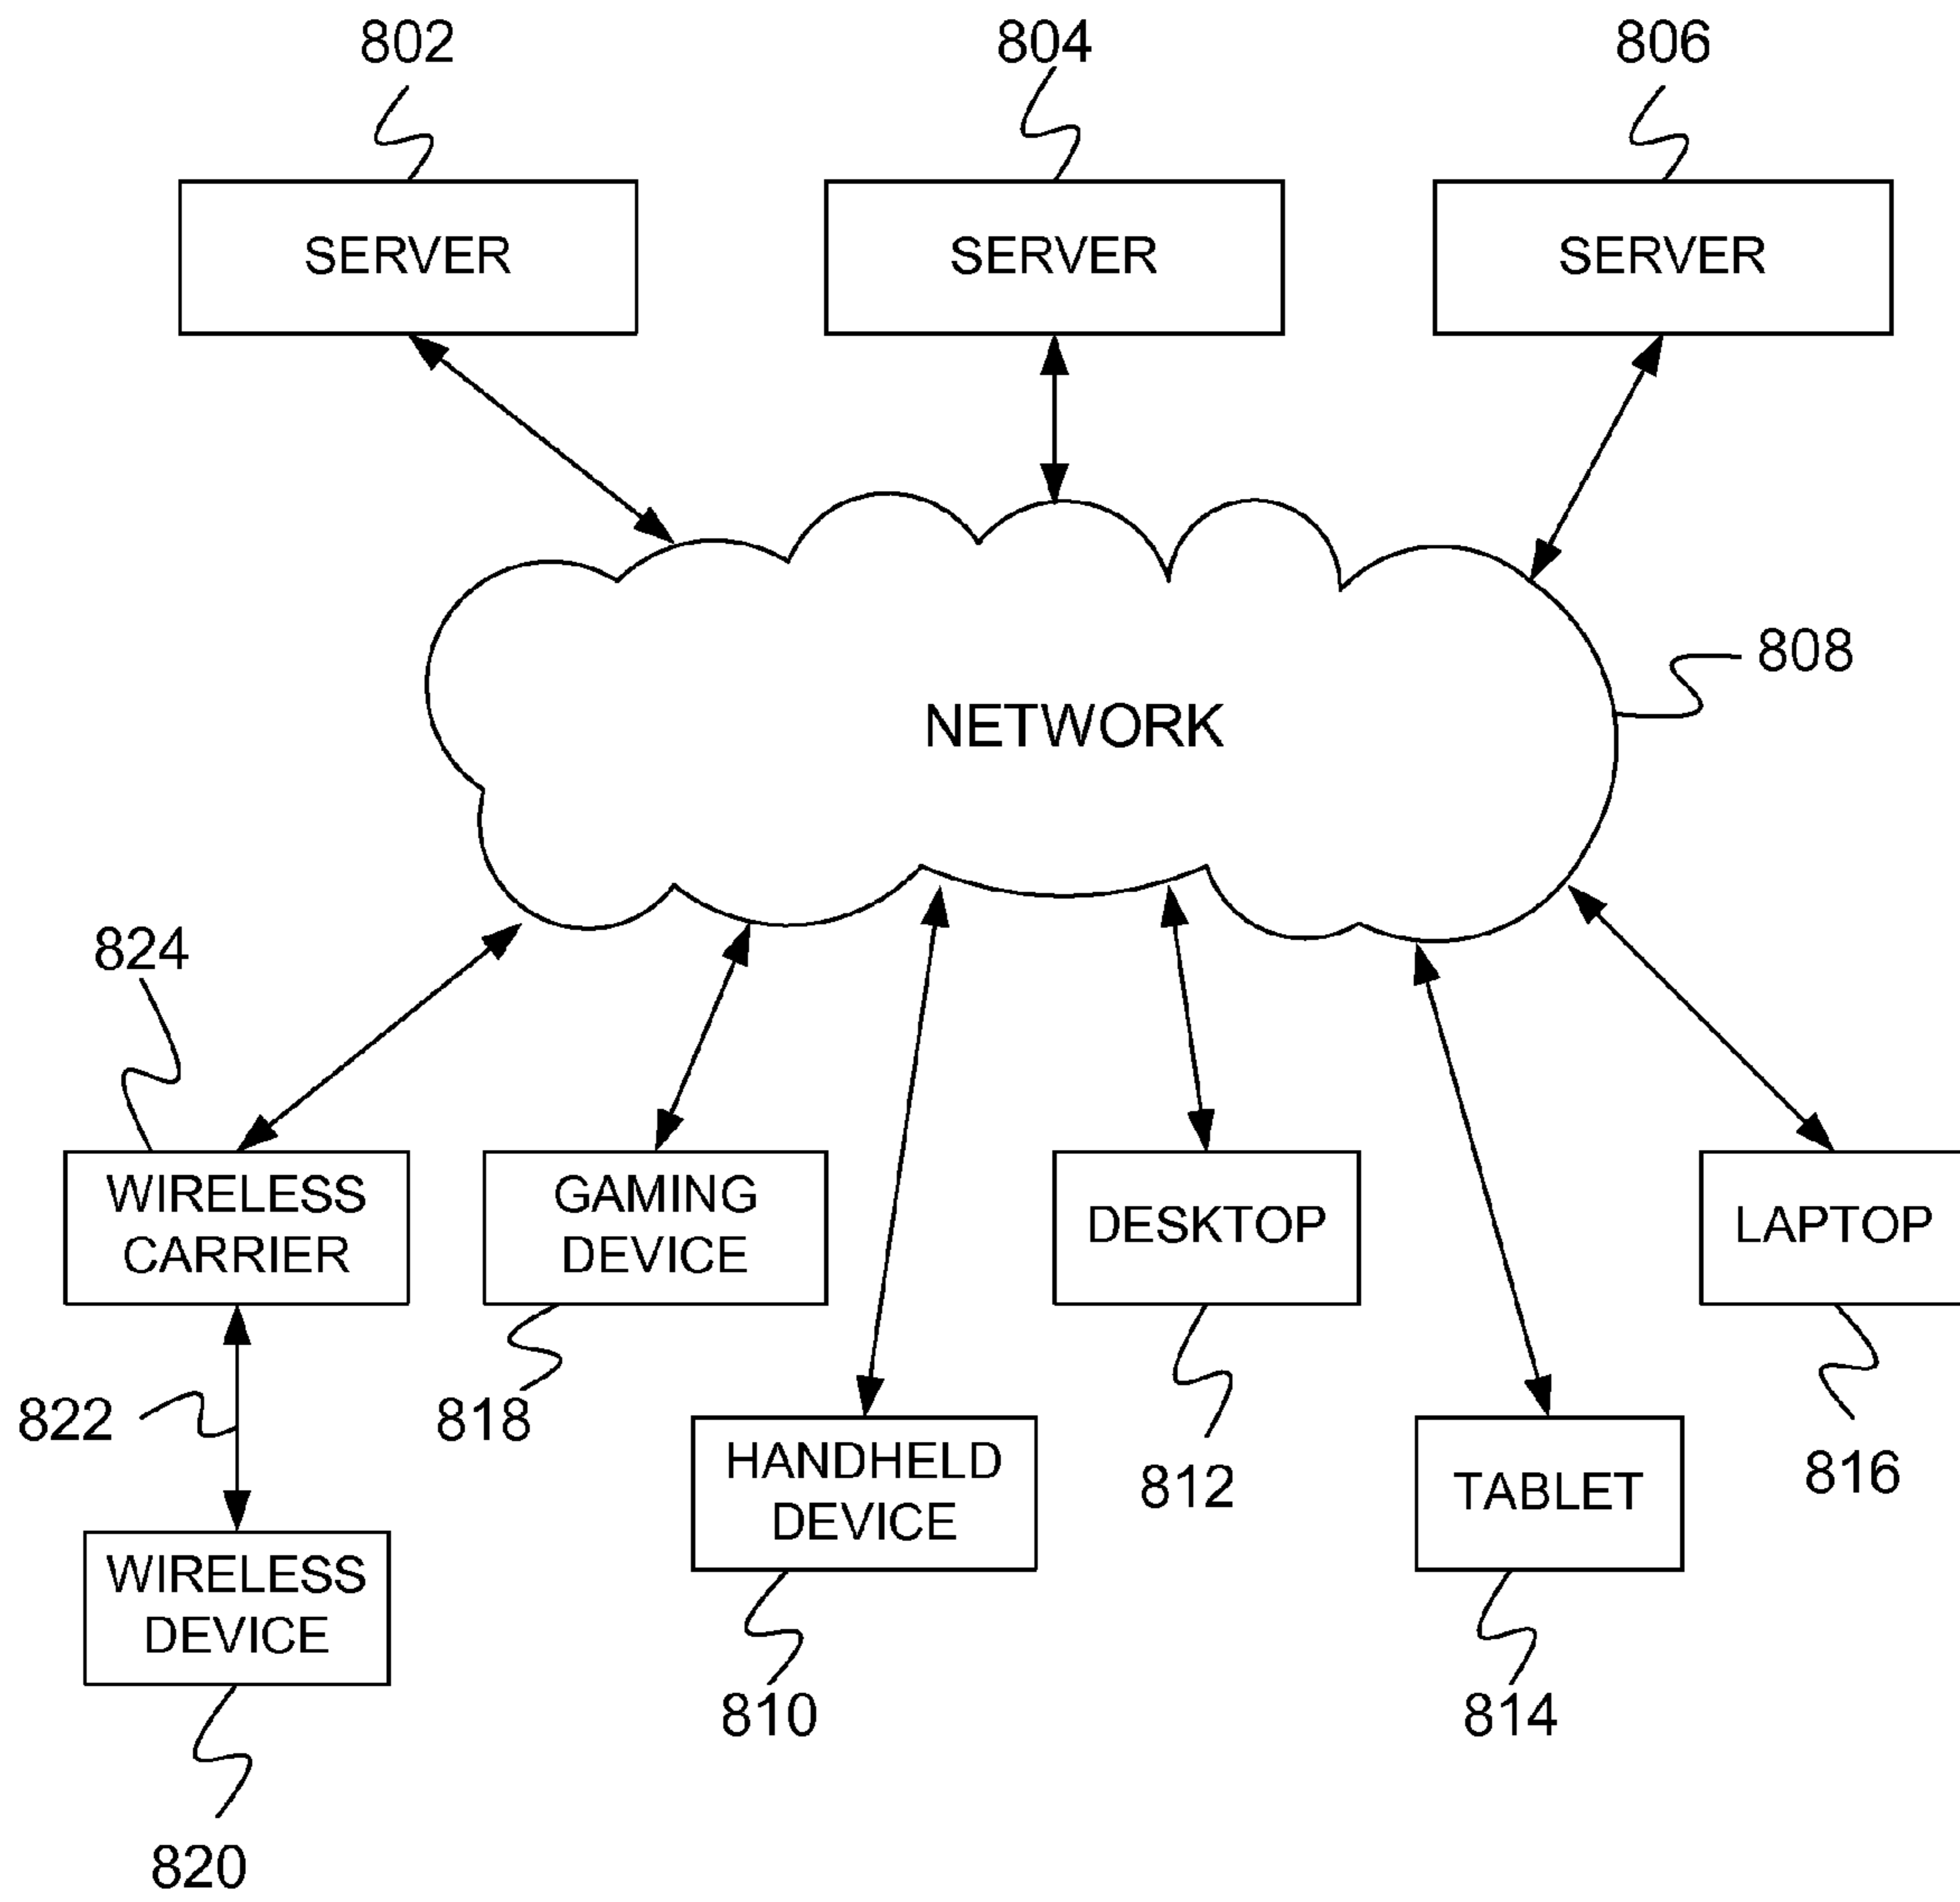 802
804
806
SERVER
SERVER
SERVER
808
NETWORK
824
WIRELESS
CARRIER
GAMING
DEVICE
DESKTOP
LAPTOP
822
818
HANDHELD
DEVICE
812
TABLET
816
WIRELESS
DEVICE
810
814
820